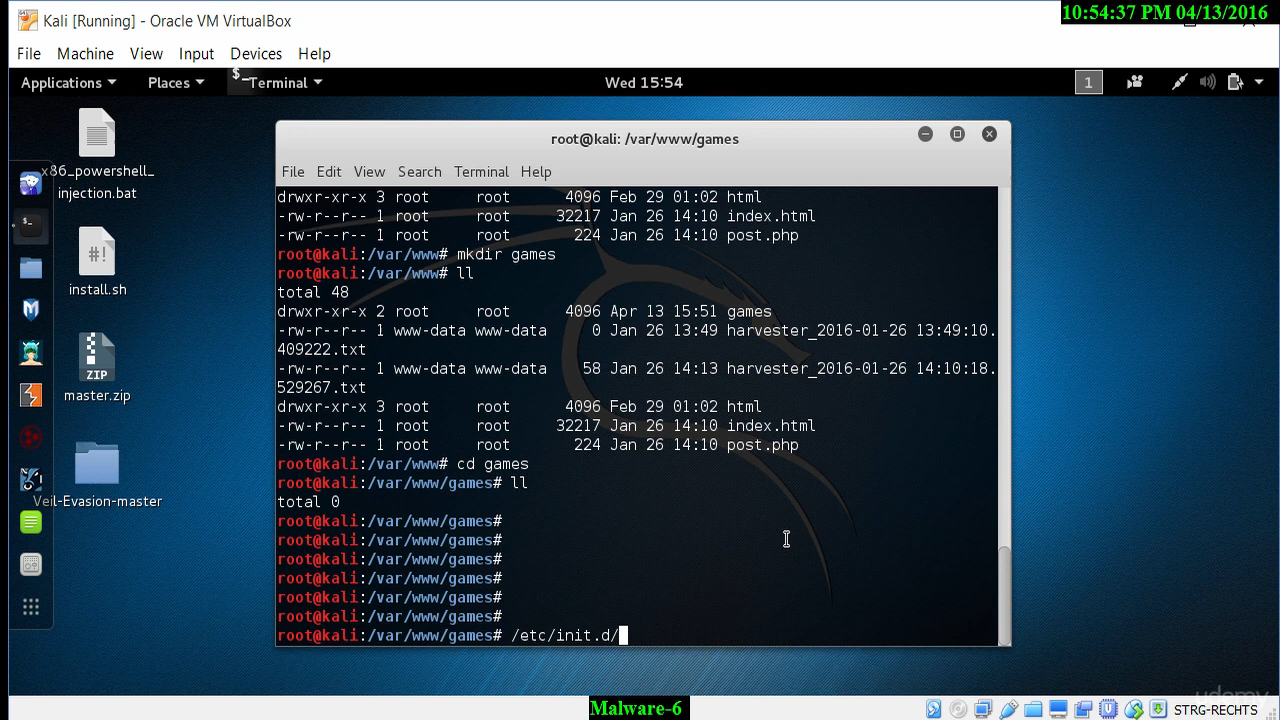 Kali [Running] - Oracle VM VirtualBox
10:54:37 PM 04/13/2016
File Machine View Input Devices Help
Applications Places $_ Terminal Wed 15:54 1
root@kali: /var/www/games
File Edit View Search Terminal Help
drwxr-xr-x 3 root root 4096 Feb 29 01:02 html
-rw-r--r-- 1 root root 32217 Jan 26 14:10 index.html
-rw-r--r-- 1 root root 224 Jan 26 14:10 post.php
root@kali:/var/www# mkdir games
root@kali:/var/www# ll
total 48
drwxr-xr-x 2 root root 4096 Apr 13 15:51 games
-rw-r--r-- 1 www-data www-data 0 Jan 26 13:49 harvester_2016-01-26 13:49:10.
409222.txt
-rw-r--r-- 1 www-data www-data 58 Jan 26 14:13 harvester_2016-01-26 14:10:18.
529267.txt
drwxr-xr-x 3 root root 4096 Feb 29 01:02 html
-rw-r--r-- 1 root root 32217 Jan 26 14:10 index.html
-rw-r--r-- 1 root root 224 Jan 26 14:10 post.php
root@kali:/var/www# cd games
root@kali:/var/www/games# ll
total 0
root@kali:/var/www/games#
root@kali:/var/www/games#
root@kali:/var/www/games#
root@kali:/var/www/games#
root@kali:/var/www/games#
root@kali:/var/www/games#
root@kali:/var/www/games# /etc/init.d/
x86_powershell_
injection.bat
#!
install.sh
ZIP
master.zip
Veil-Evasion-master
udemy
Malware-6
STRG-RECHTS